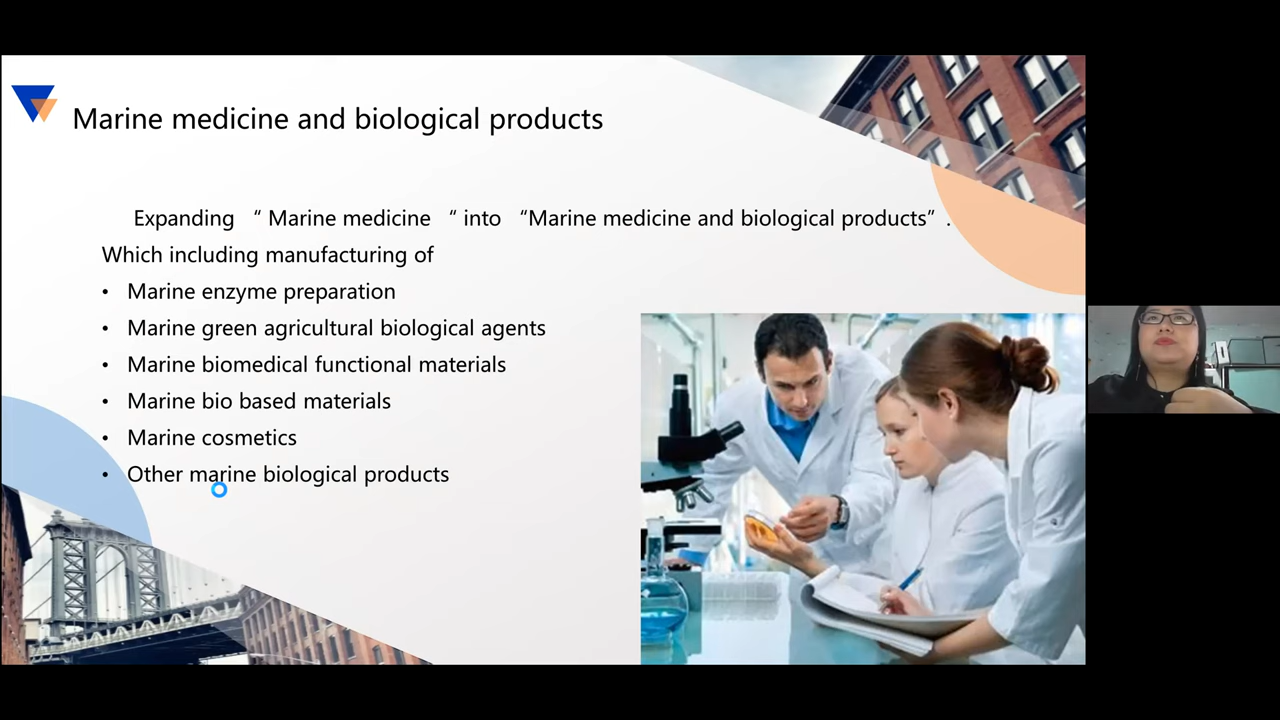 Marine medicine and biological products
Expanding “ Marine medicine “ into “Marine medicine and biological products” .
Which including manufacturing of
• Marine enzyme preparation
• Marine green agricultural biological agents
• Marine biomedical functional materials
• Marine bio based materials
• Marine cosmetics
• Other marine biological products